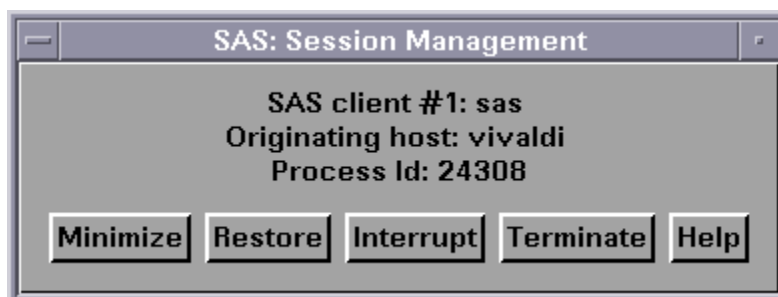 SAS: Session Management
SAS client #1: sas
Originating host: vivaldi
Process Id: 24308
Minimize Restore Interrupt Terminate Help